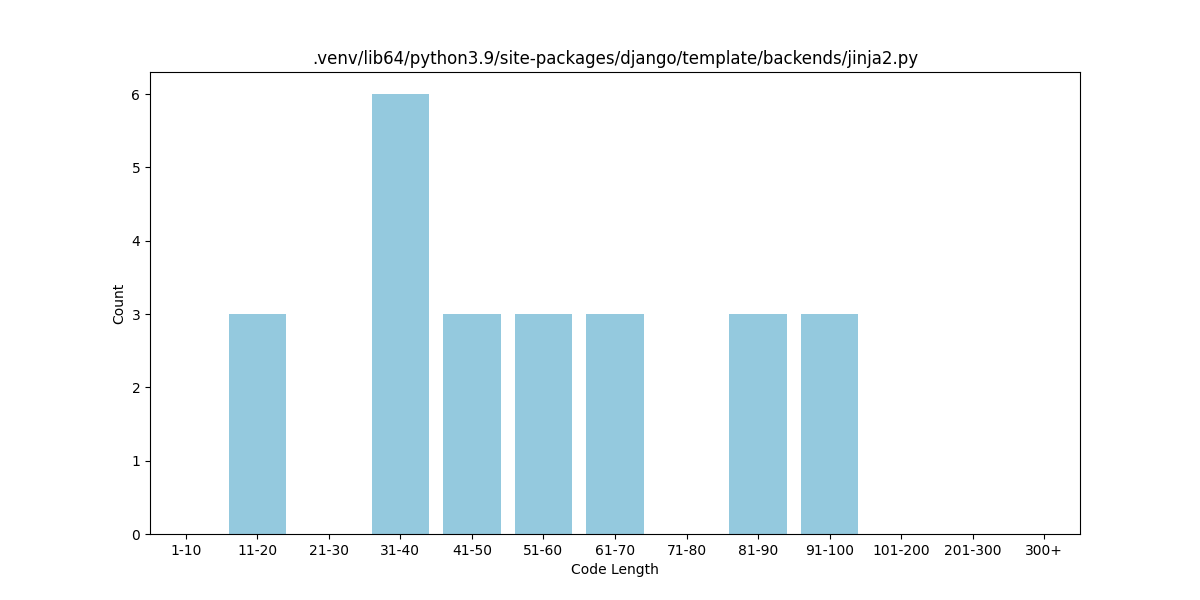 .venv/lib64/python3.9/site-packages/django/template/backends/jinja2.py
6
5
4
3
2
1
0
Count
1-10 11-20 21-30 31-40 41-50 51-60 61-70 71-80 81-90 91-100 101-200 201-300 300+
Code Length